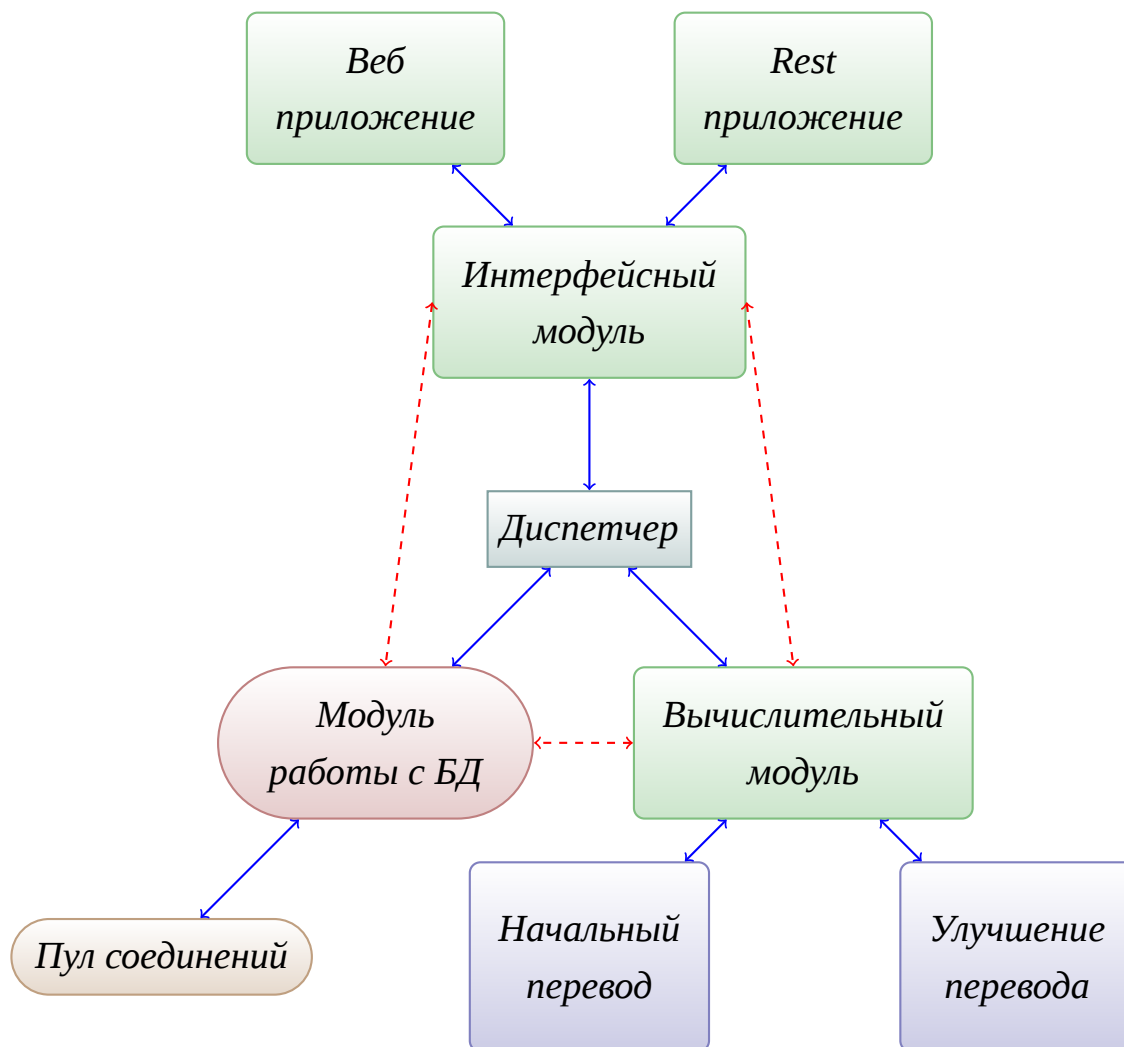 Веб
приложение
Rest
приложение
Интерфейсный
модуль
Диспетчер
Модуль
работы с БД
Вычислительный
модуль
Начальный
перевод
Улучшение
перевода
Пул соединений